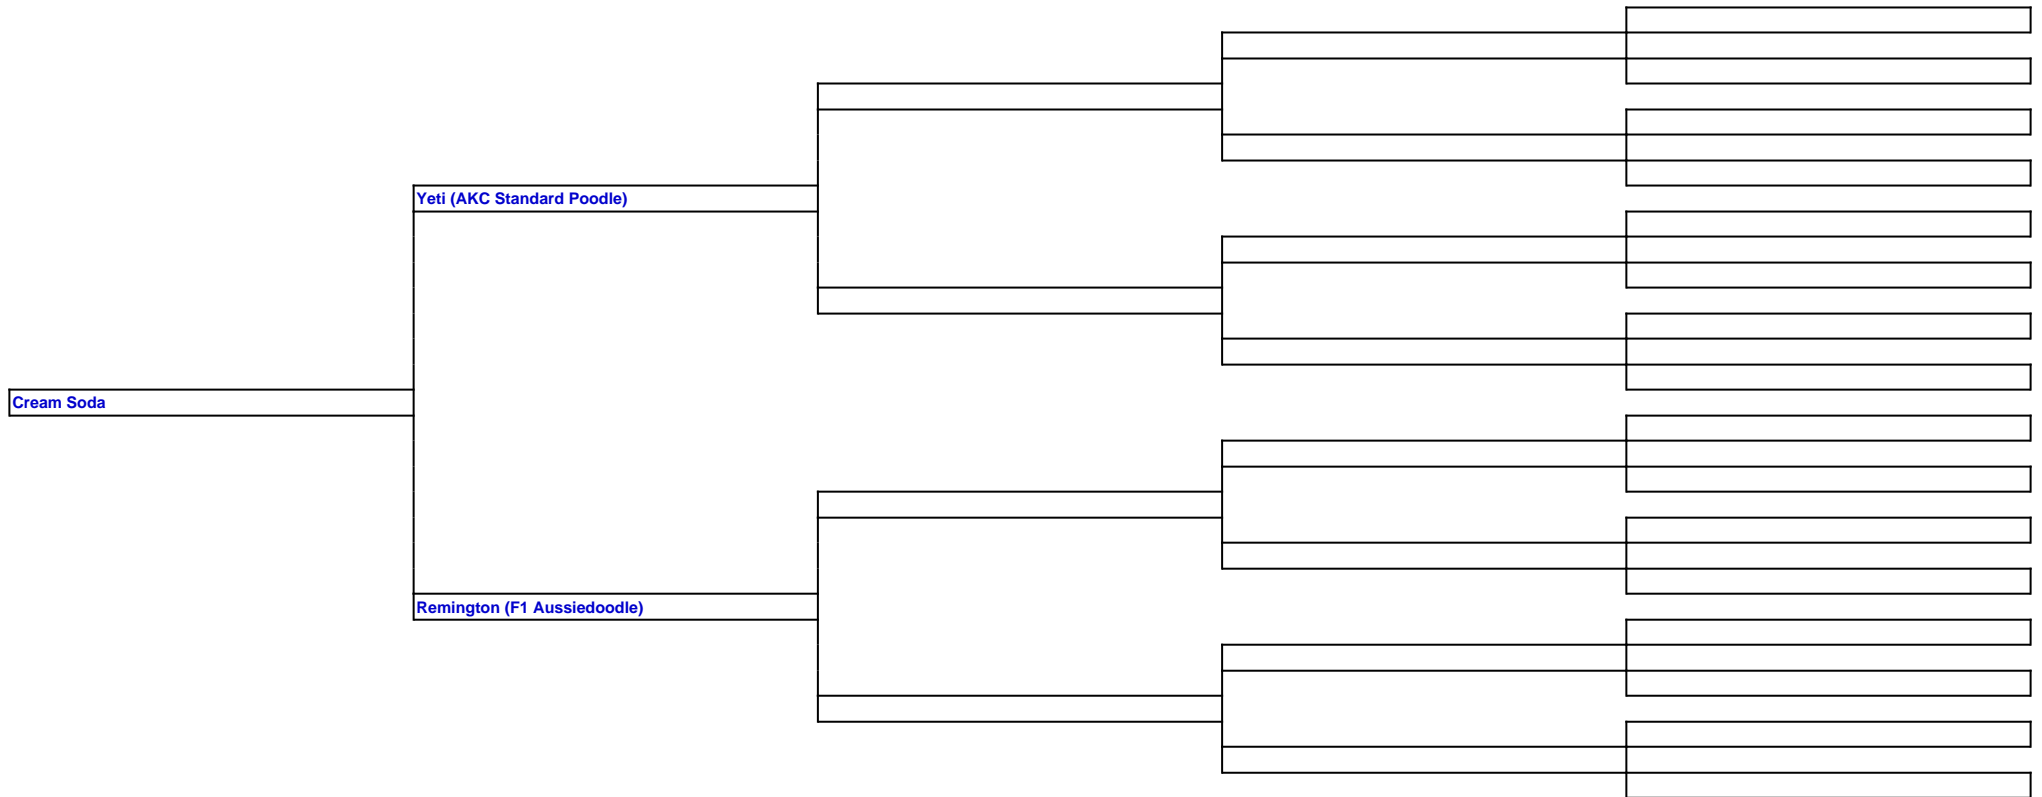 Yeti (AKC Standard Poodle)
Cream Soda
Remington (F1 Aussiedoodle)